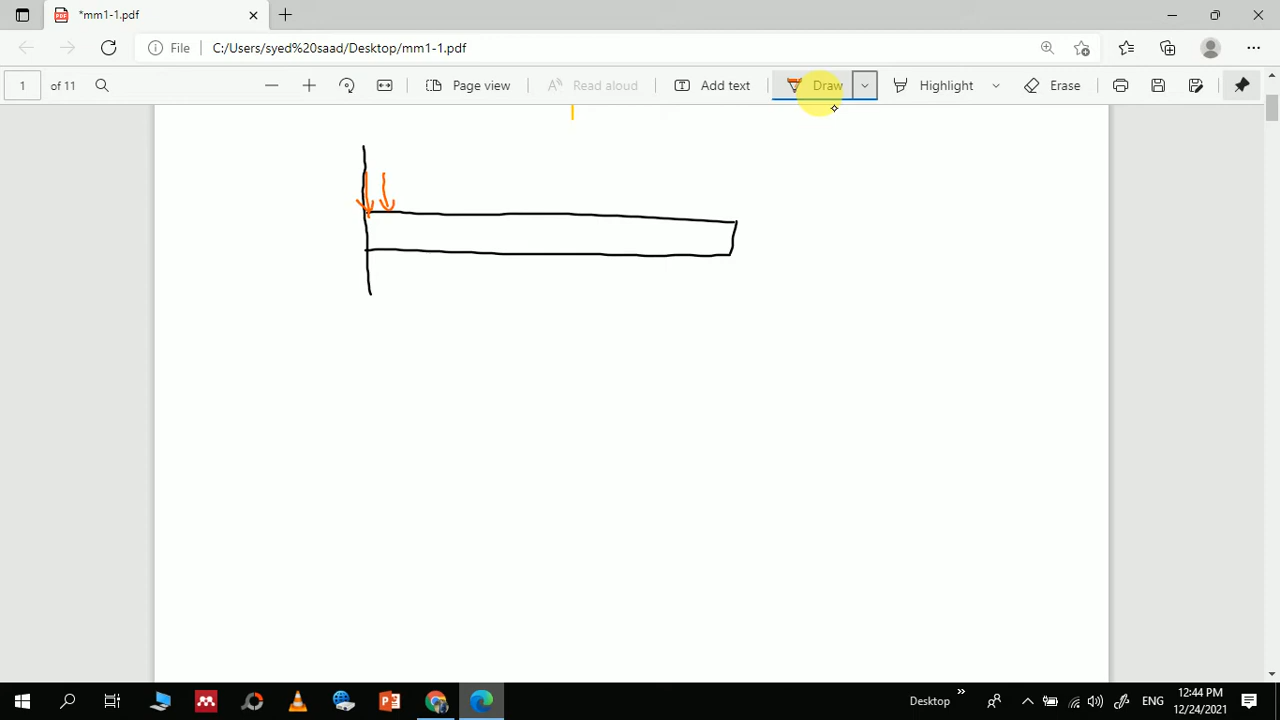 *mm1-1.pdf
File
C:/Users/syed%20saad/Desktop/mm1-1.pdf
1 of 11
Page view
Read aloud
Add text
Draw
Highlight
Erase
Desktop
ENG
12:44 PM
12/24/2021